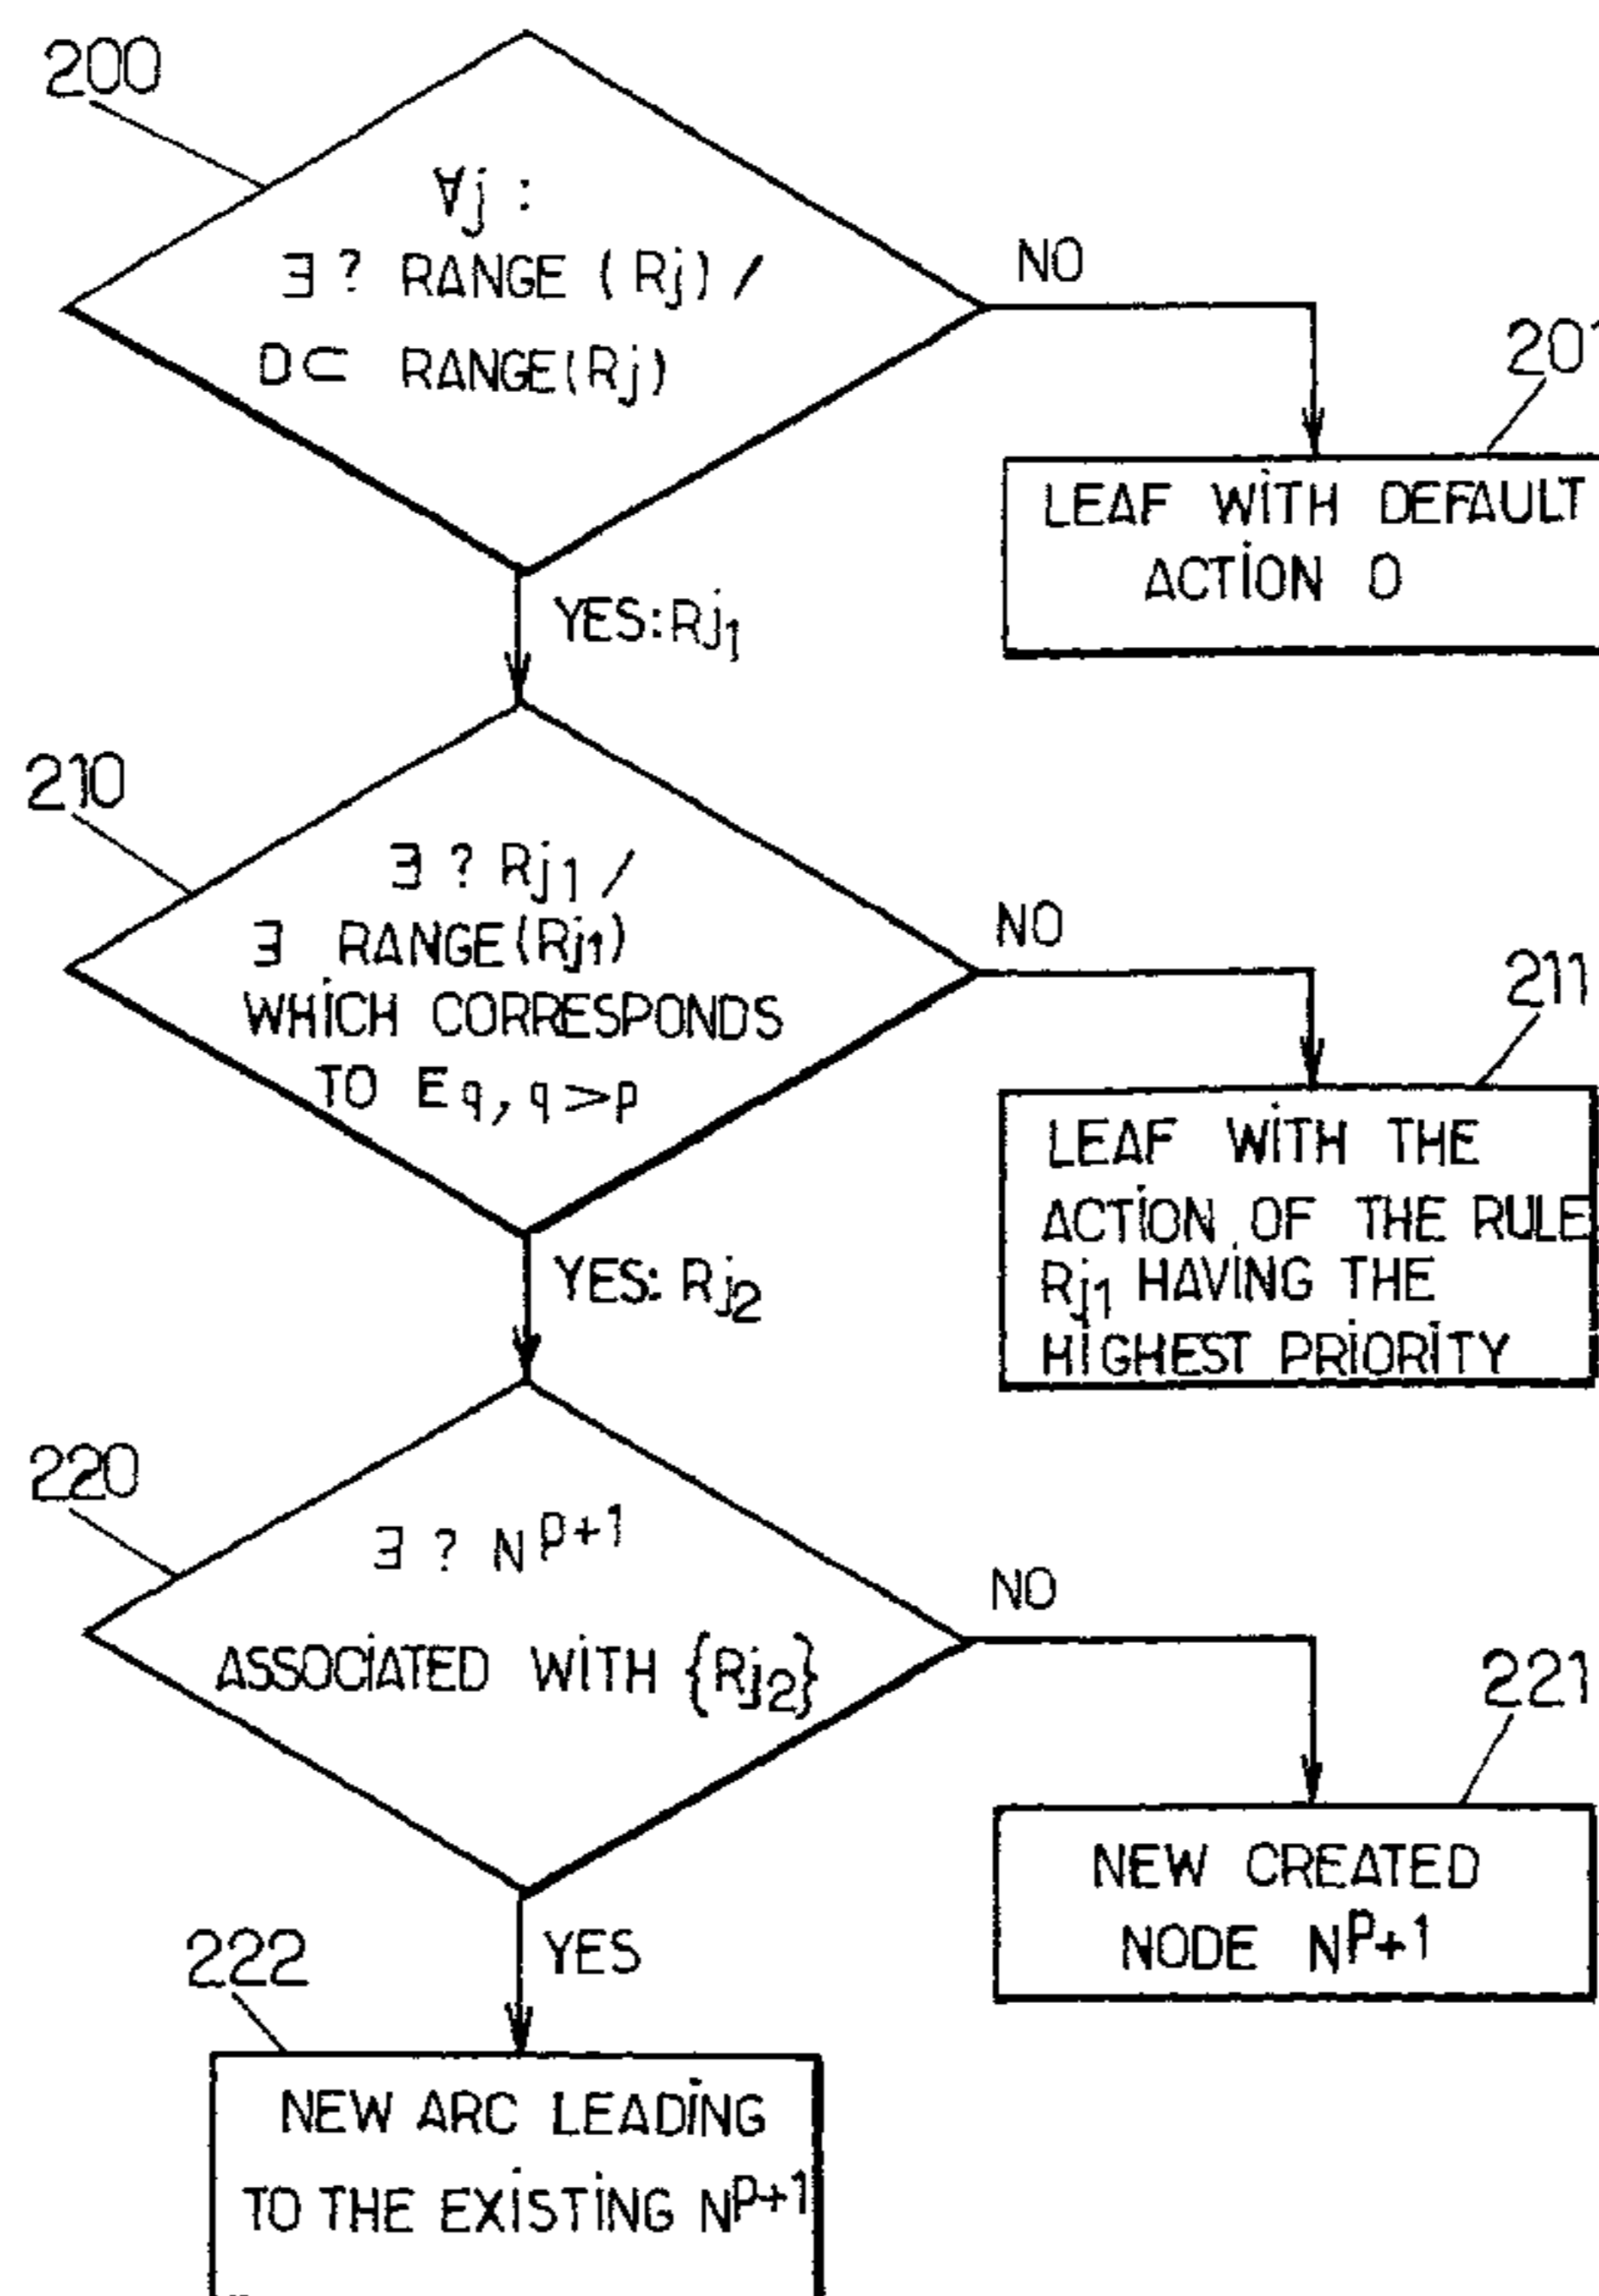 200
∀j :
∃ ? RANGE (Rj) /
D⊂ RANGE(Rj)
NO
201
LEAF WITH DEFAULT
ACTION 0
YES: Rj1
210
∃ ? Rj1 /
∃ RANGE(Rj1)
WHICH CORRESPONDS
TO Eq, q>p
NO
211
LEAF WITH THE
ACTION OF THE RULE
Rj1 HAVING THE
HIGHEST PRIORITY
YES: Rj2
220
∃ ? N^P+1
ASSOCIATED WITH {Rj2}
NO
221
NEW CREATED
NODE N^P+1
YES
222
NEW ARC LEADING
TO THE EXISTING N^P+1